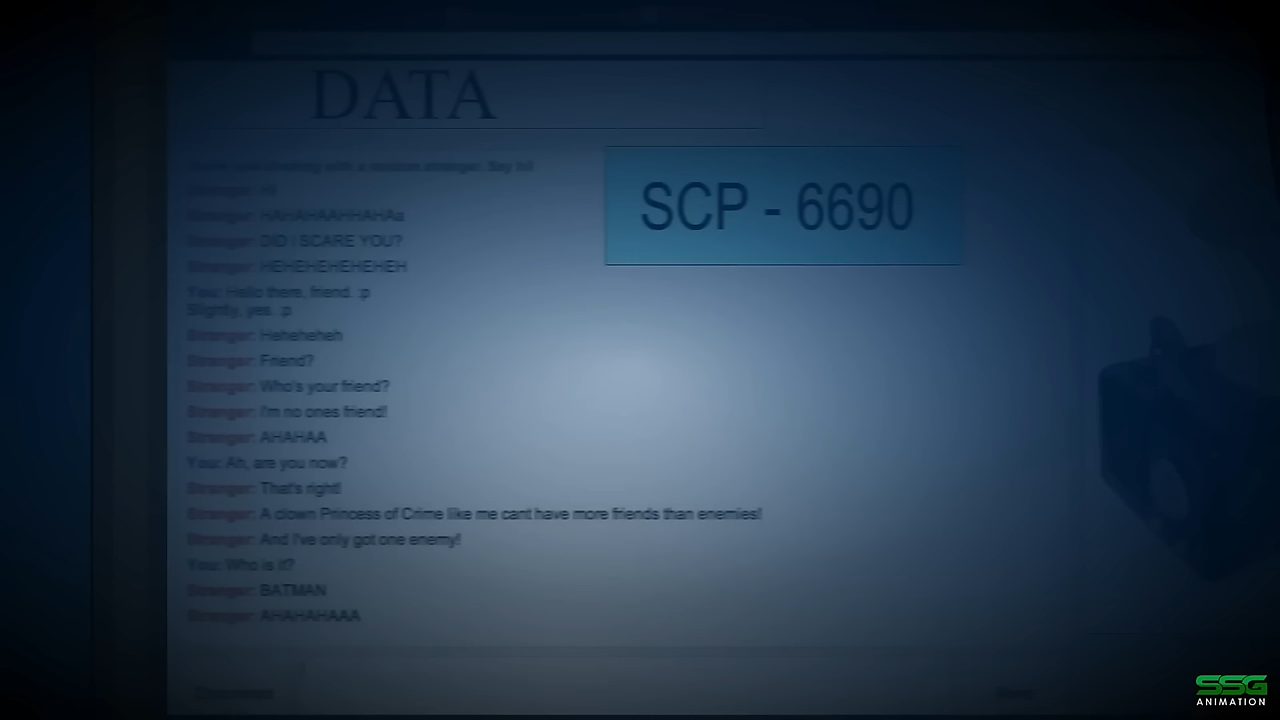 DATA
You're now chatting with a random stranger. Say hi!
Stranger: Hi
Stranger: HAHAHAAHHAHAa
Stranger: DID I SCARE YOU?
Stranger: HEHEHEHEHEHEH
You: Hello there, friend. :p
Slightly, yes. :p
Stranger: Heheheheh
Stranger: Friend?
Stranger: Who's your friend?
Stranger: I'm no ones friend!
Stranger: AHAHAA
You: Ah, are you now?
Stranger: That's right!
Stranger: A clown Princess of Crime like me cant have more friends than enemies!
Stranger: And I've only got one enemy!
You: Who is it?
Stranger: BATMAN
Stranger: AHAHAHAAA
SCP - 6690
SSG
ANIMATION